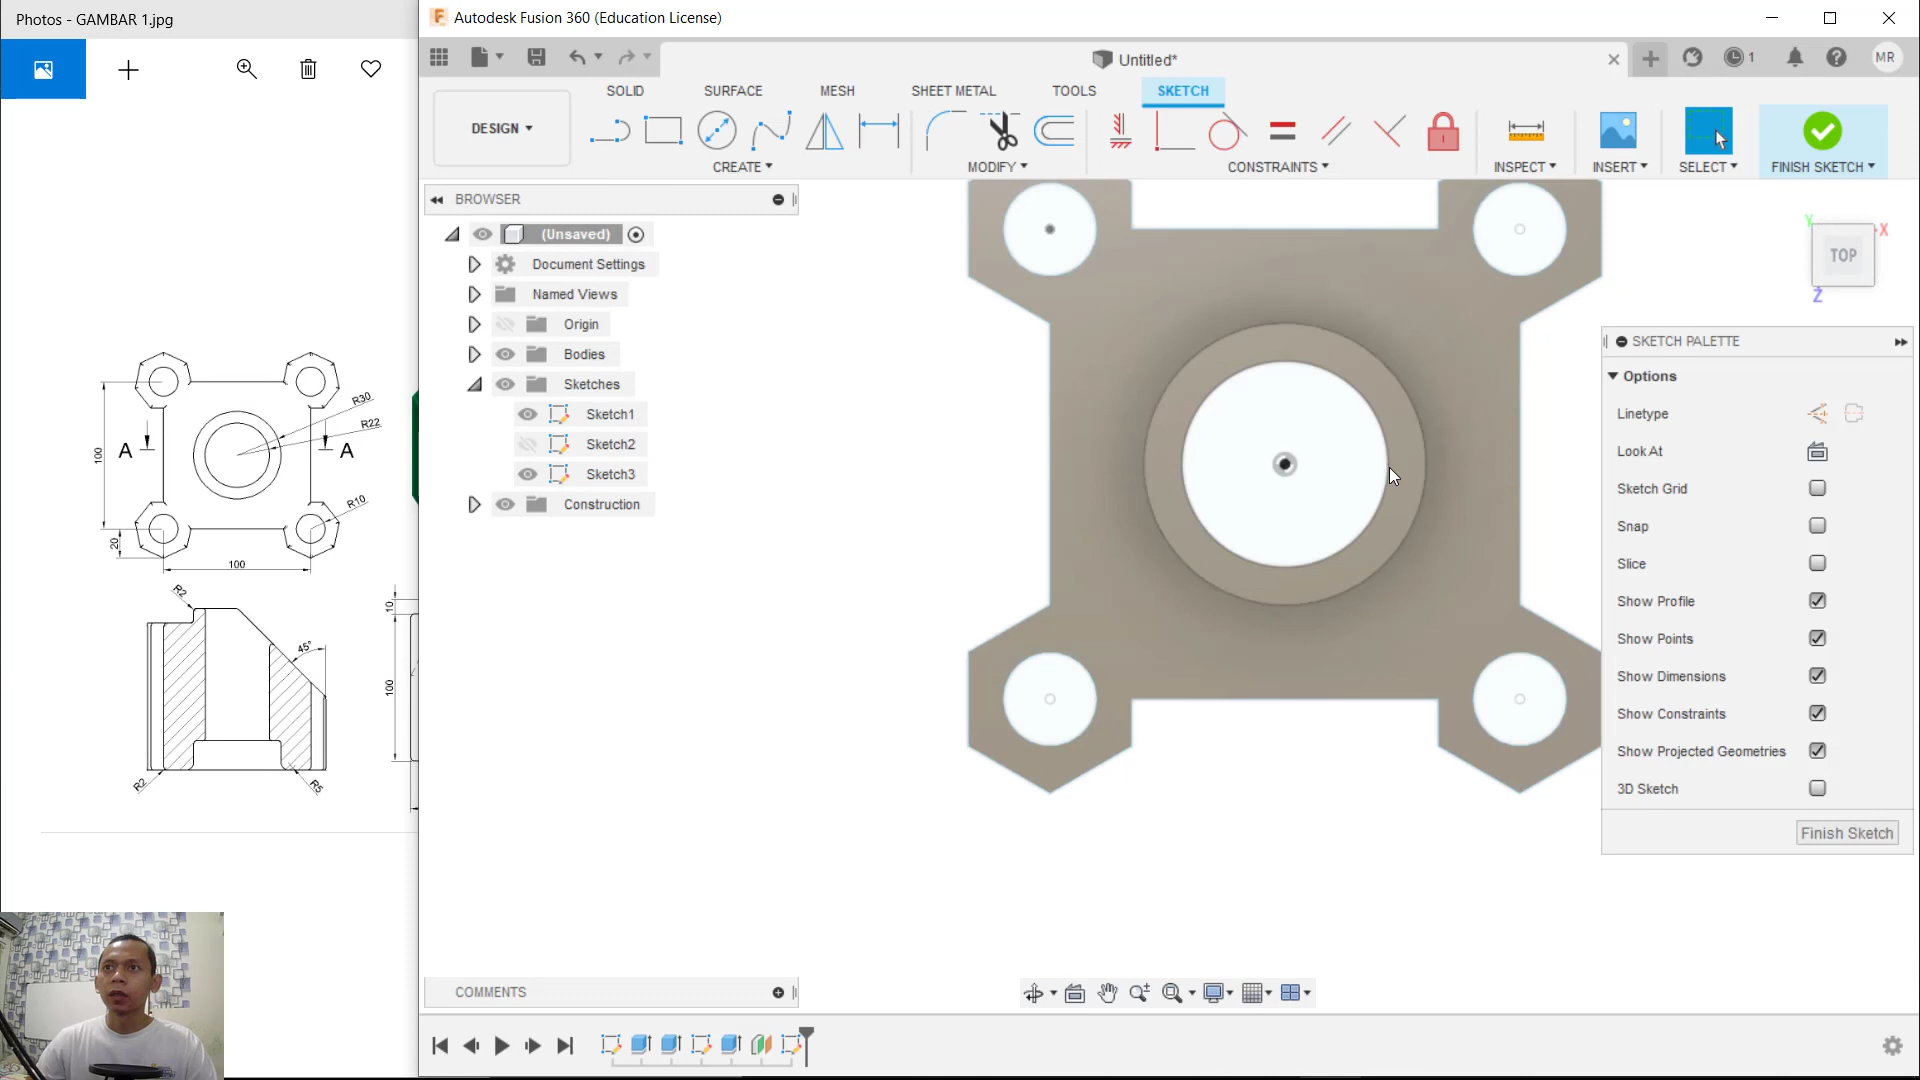 Photos - GAMBAR 1.jpg
Autodesk Fusion 360 (Education License)
Untitled*
1
MR
SOLID
SURFACE
MESH
SHEET METAL
TOOLS
SKETCH
DESIGN
CREATE
MODIFY
CONSTRAINTS
INSPECT
INSERT
SELECT
FINISH SKETCH
BROWSER
(Unsaved)
Document Settings
Named Views
Origin
Bodies
Sketches
Sketch1
Sketch2
Sketch3
Construction
TOP
Y
X
Z
SKETCH PALETTE
Options
Linetype
Look At
Sketch Grid
Snap
Slice
Show Profile
Show Points
Show Dimensions
Show Constraints
Show Projected Geometries
3D Sketch
Finish Sketch
R30
R22
A
A
100
R10
20
100
R2
10
45°
100
R2
R5
COMMENTS